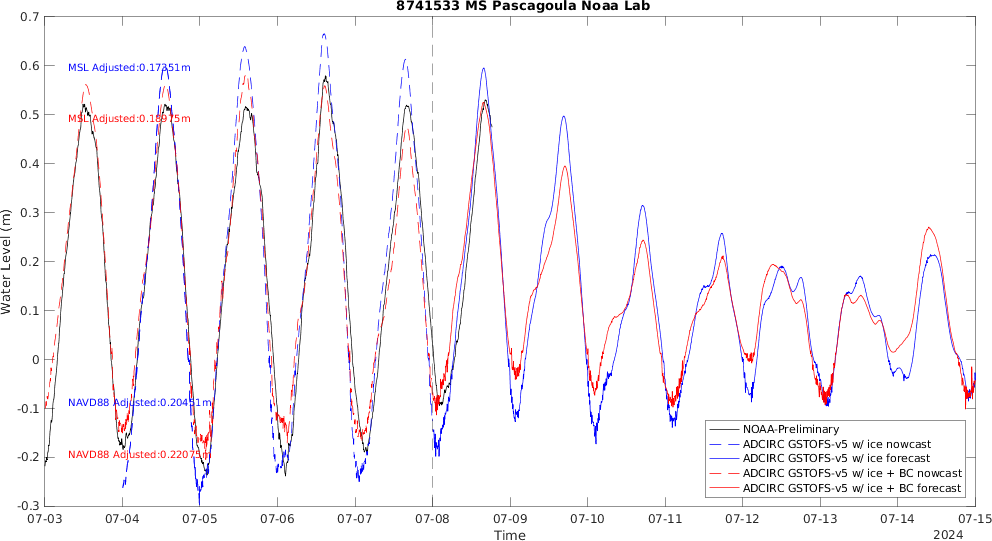 8741533 MS Pascagoula Noaa Lab
0.7
0.6
0.5
0.4
0.3
0.2
0.1
0
-0.1
-0.2
-0.3
Water Level (m)
MSL Adjusted:0.17351m
MSL Adjusted:0.18975m
NAVD88 Adjusted:0.20451m
NAVD88 Adjusted:0.22075m
NOAA-Preliminary
ADCIRC GSTOFS-v5 w/ ice nowcast
ADCIRC GSTOFS-v5 w/ ice forecast
ADCIRC GSTOFS-v5 w/ ice + BC nowcast
ADCIRC GSTOFS-v5 w/ ice + BC forecast
07-03 07-04 07-05 07-06 07-07 07-08 07-09 07-10 07-11 07-12 07-13 07-14 07-15
Time
2024